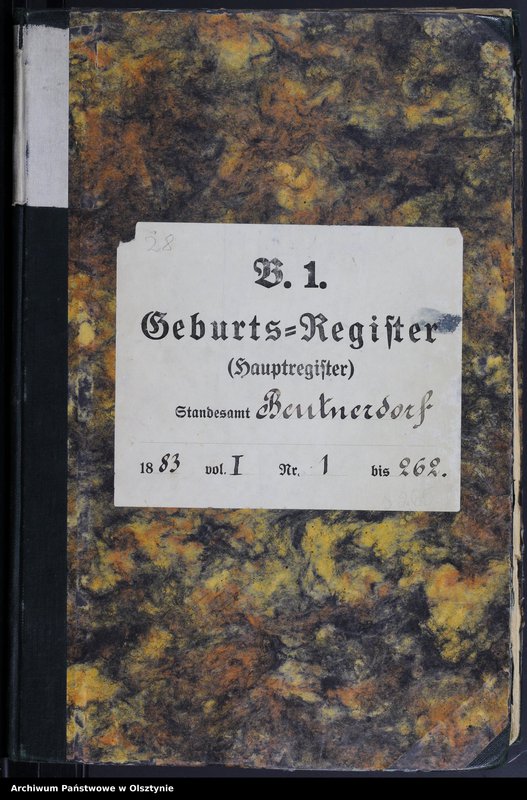 28
B. 1.
Geburts=Regiſter
(Hauptregiſter)
Standesamt Beutnerdorf
1883 vol. I Nr. 1 bis 262.
Archiwum Państwowe w Olsztynie